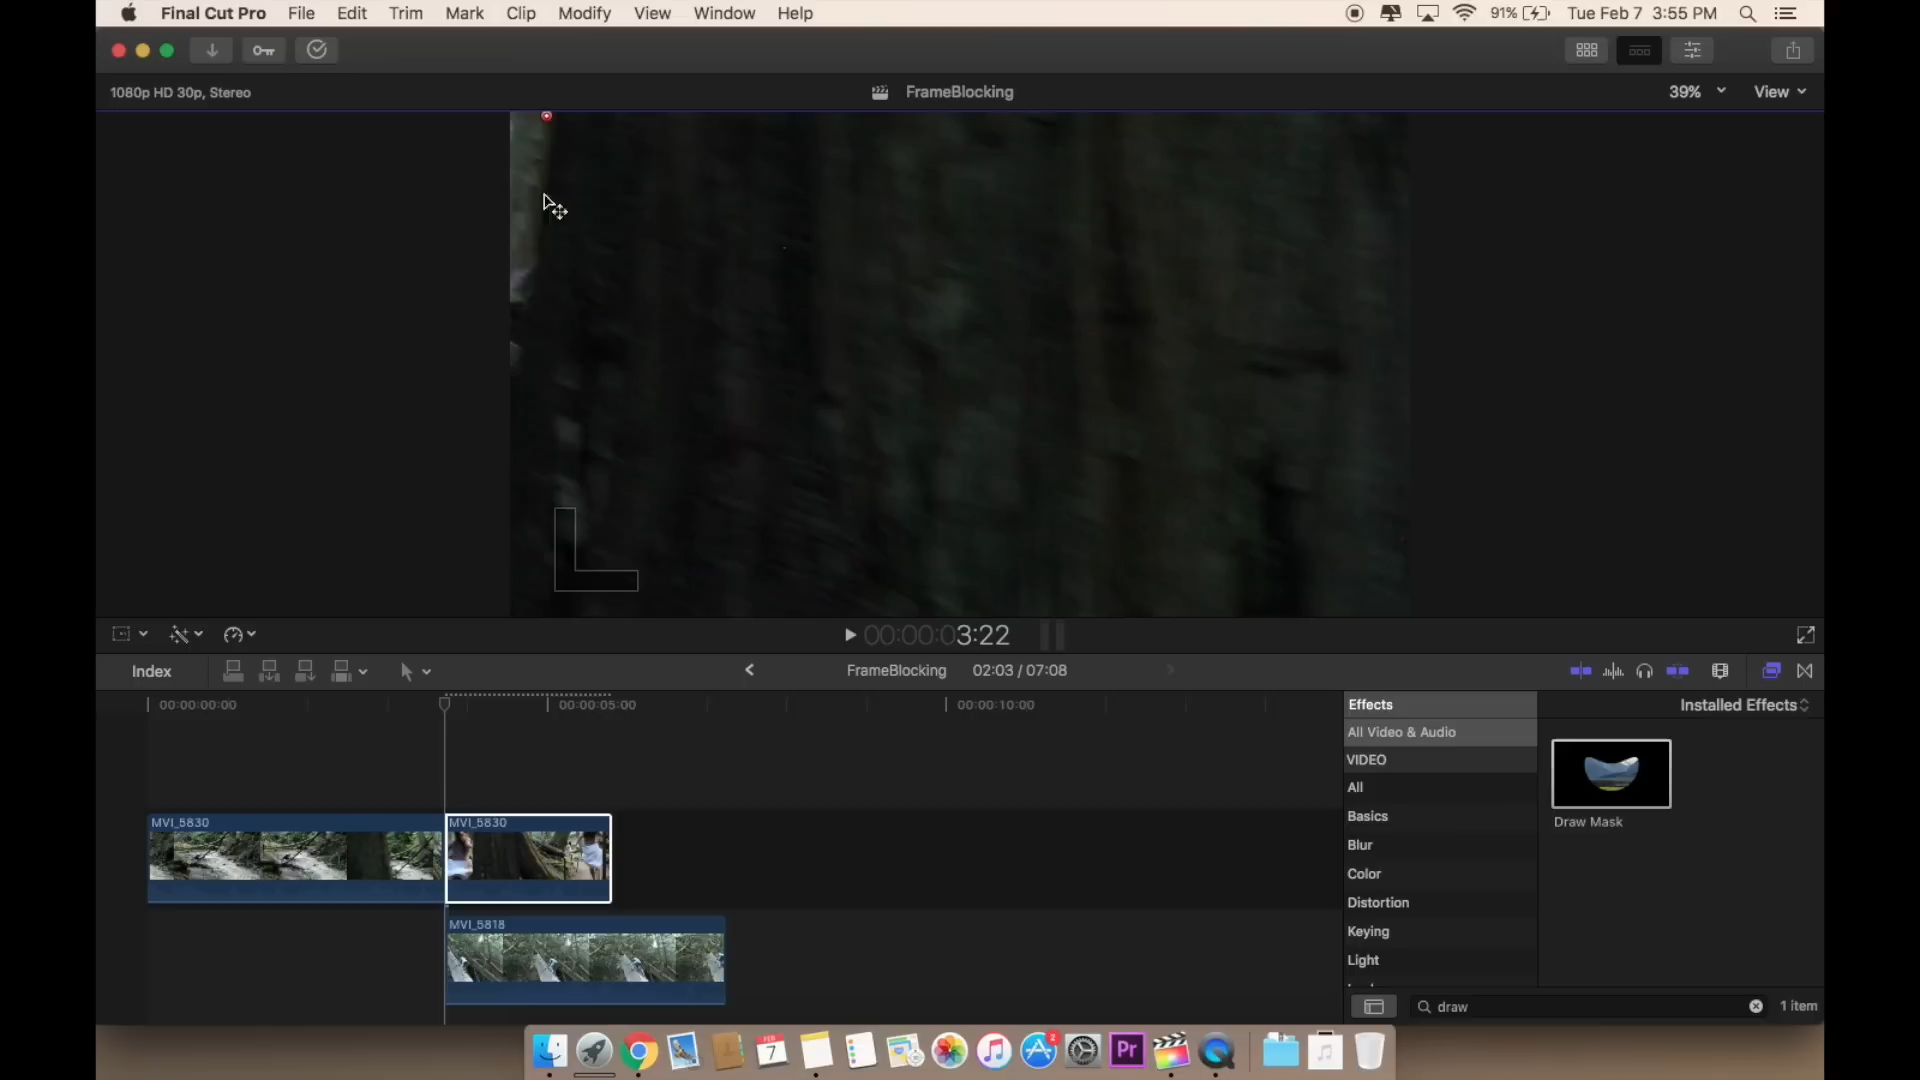 Final Cut Pro File Edit Trim Mark Clip Modify View Window Help 91% Tue Feb 7 3:55 PM
1080p HD 30p, Stereo FrameBlocking 39% View
00:00:03:22
Index FrameBlocking 02:03 / 07:08
00:00:00:00 00:00:05:00 00:00:10:00 Effects Installed Effects
All Video & Audio
VIDEO
All
Basics
Blur
Color
Distortion
Keying
Light
Draw Mask
MVI_5830 MVI_5830
MVI_5818
draw 1 item
FEB
7
2
Pr